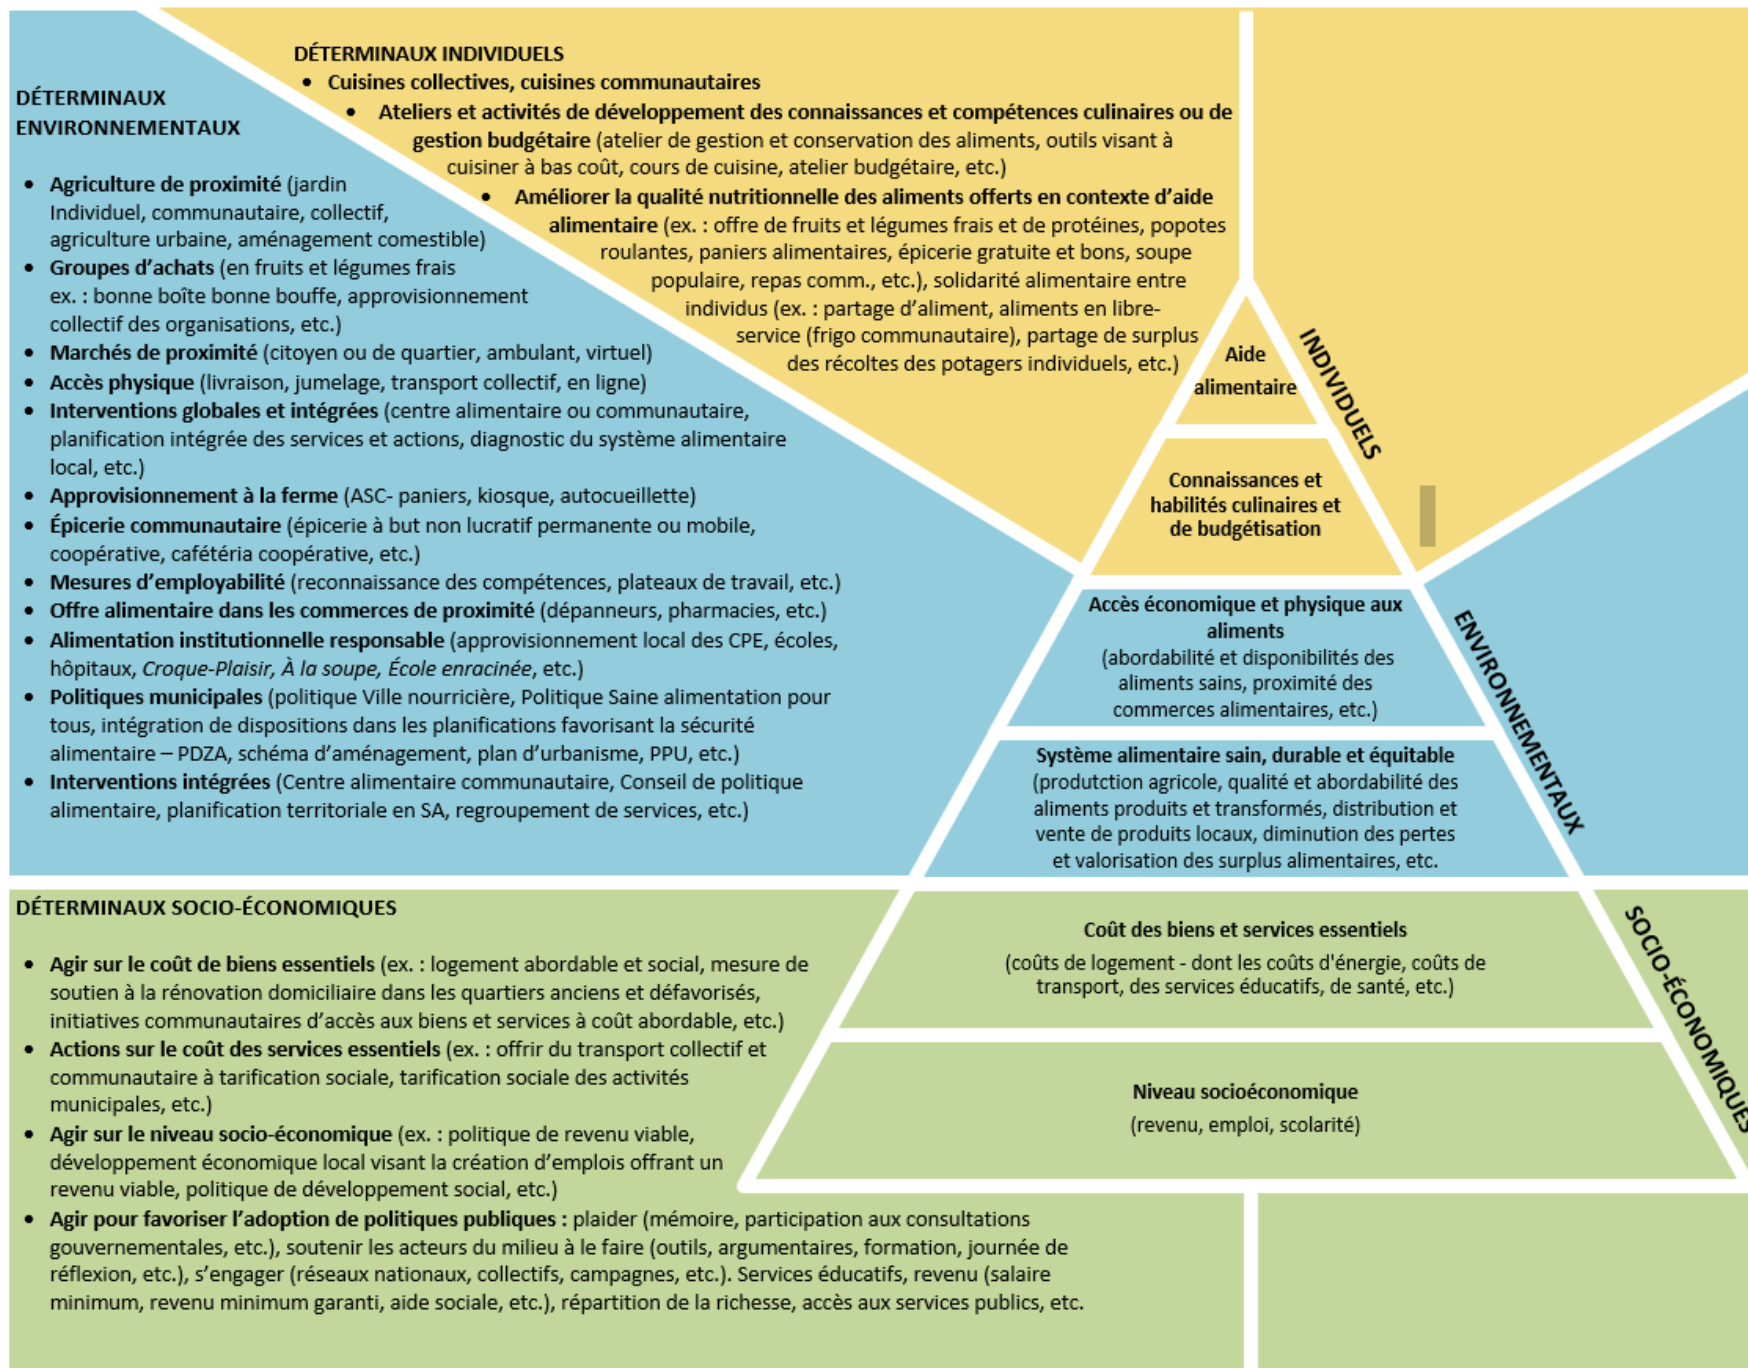 DÉTERMINAUX INDIVIDUELS
• Cuisines collectives, cuisines communautaires
• Ateliers et activités de développement des connaissances et compétences culinaires ou de
gestion budgétaire (atelier de gestion et conservation des aliments, outils visant à
cuisiner à bas coût, cours de cuisine, atelier budgétaire, etc.)
• Améliorer la qualité nutritionnelle des aliments offerts en contexte d’aide
alimentaire (ex. : offre de fruits et légumes frais et de protéines, popotes
roulantes, paniers alimentaires, épicerie gratuite et bons, soupe
populaire, repas comm., etc.), solidarité alimentaire entre
individus (ex. : partage d’aliment, aliments en libre-
service (frigo communautaire), partage de surplus
des récoltes des potagers individuels, etc.)
DÉTERMINAUX
ENVIRONNEMENTAUX
• Agriculture de proximité (jardin
Individuel, communautaire, collectif,
agriculture urbaine, aménagement comestible)
• Groupes d’achats (en fruits et légumes frais
ex. : bonne boîte bonne bouffe, approvisionnement
collectif des organisations, etc.)
• Marchés de proximité (citoyen ou de quartier, ambulant, virtuel)
• Accès physique (livraison, jumelage, transport collectif, en ligne)
• Interventions globales et intégrées (centre alimentaire ou communautaire,
planification intégrée des services et actions, diagnostic du système alimentaire
local, etc.)
• Approvisionnement à la ferme (ASC- paniers, kiosque, autocueillette)
• Épicerie communautaire (épicerie à but non lucratif permanente ou mobile,
coopérative, cafétéria coopérative, etc.)
• Mesures d’employabilité (reconnaissance des compétences, plateaux de travail, etc.)
• Offre alimentaire dans les commerces de proximité (dépanneurs, pharmacies, etc.)
• Alimentation institutionnelle responsable (approvisionnement local des CPE, écoles,
hôpitaux, Croque-Plaisir, À la soupe, École enracinée, etc.)
• Politiques municipales (politique Ville nourricière, Politique Saine alimentation pour
tous, intégration de dispositions dans les planifications favorisant la sécurité
alimentaire – PDZA, schéma d’aménagement, plan d’urbanisme, PPU, etc.)
• Interventions intégrées (Centre alimentaire communautaire, Conseil de politique
alimentaire, planification territoriale en SA, regroupement de services, etc.)
DÉTERMINAUX SOCIO-ÉCONOMIQUES
• Agir sur le coût de biens essentiels (ex. : logement abordable et social, mesure de
soutien à la rénovation domiciliaire dans les quartiers anciens et défavorisés,
initiatives communautaires d’accès aux biens et services à coût abordable, etc.)
• Actions sur le coût des services essentiels (ex. : offrir du transport collectif et
communautaire à tarification sociale, tarification sociale des activités
municipales, etc.)
• Agir sur le niveau socio-économique (ex. : politique de revenu viable,
développement économique local visant la création d’emplois offrant un
revenu viable, politique de développement social, etc.)
• Agir pour favoriser l’adoption de politiques publiques : plaider (mémoire, participation aux consultations
gouvernementales, etc.), soutenir les acteurs du milieu à le faire (outils, argumentaires, formation, journée de
réflexion, etc.), s’engager (réseaux nationaux, collectifs, campagnes, etc.). Services éducatifs, revenu (salaire
minimum, revenu minimum garanti, aide sociale, etc.), répartition de la richesse, accès aux services publics, etc.
Aide
alimentaire
Connaissances et
habilités culinaires et
de budgétisation
Accès économique et physique aux
aliments
(abordabilité et disponibilités des
aliments sains, proximité des
commerces alimentaires, etc.)
Système alimentaire sain, durable et équitable
(produtction agricole, qualité et abordabilité des
aliments produits et transformés, distribution et
vente de produits locaux, diminution des pertes
et valorisation des surplus alimentaires, etc.
Coût des biens et services essentiels
(coûts de logement - dont les coûts d'énergie, coûts de
transport, des services éducatifs, de santé, etc.)
Niveau socioéconomique
(revenu, emploi, scolarité)
INDIVIDUELS
ENVIRONNEMENTAUX
SOCIO-ÉCONOMIQUES